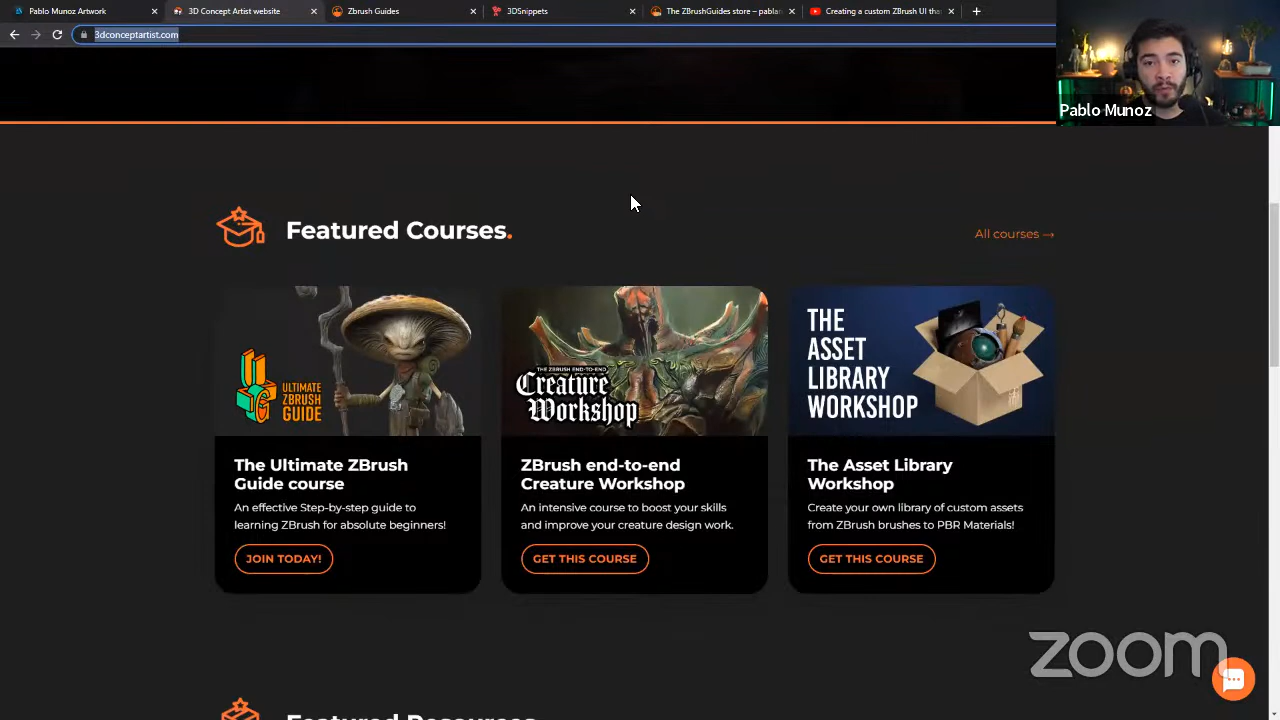 Pablo Munoz Artwork
3D Concept Artist website
Zbrush Guides
3DSnippets
The ZBrushGuides store – pablan
Creating a custom ZBrush UI tha
3dconceptartist.com
Pablo Munoz
Featured Courses.
All courses →
ULTIMATE
ZBRUSH
GUIDE
THE ZBRUSH END-TO-END
Creature
Workshop
THE
ASSET
LIBRARY
WORKSHOP
The Ultimate ZBrush
Guide course
An effective Step-by-step guide to
learning ZBrush for absolute beginners!
JOIN TODAY!
ZBrush end-to-end
Creature Workshop
An intensive course to boost your skills
and improve your creature design work.
GET THIS COURSE
The Asset Library
Workshop
Create your own library of custom assets
from ZBrush brushes to PBR Materials!
GET THIS COURSE
zoom
Featured Resources